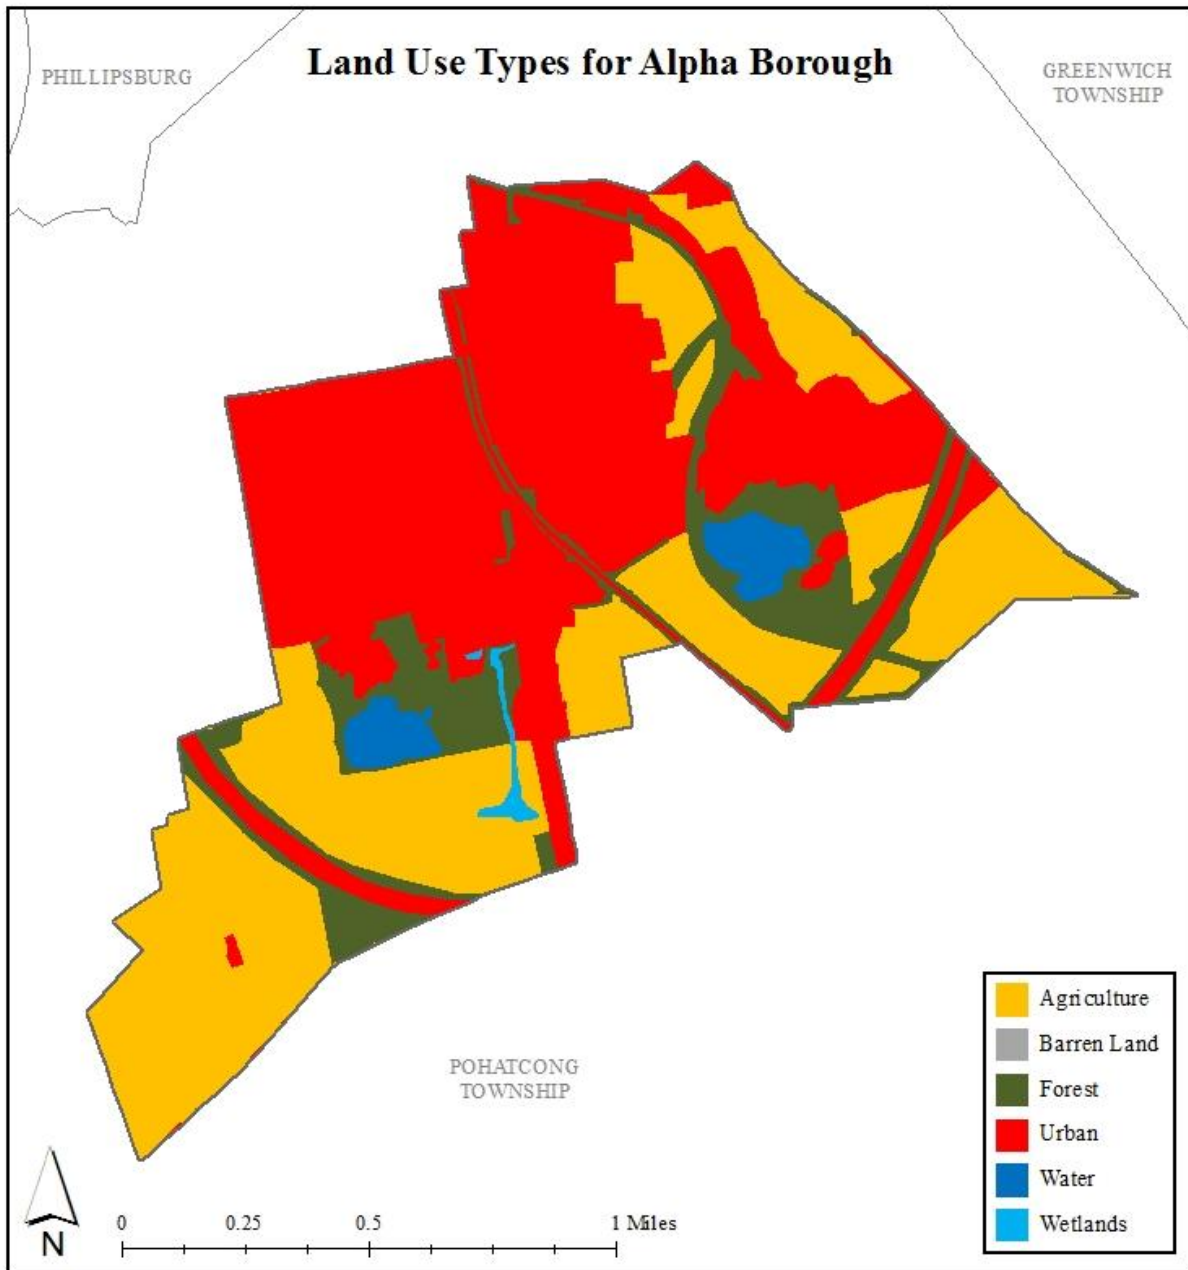 Land Use Types for Alpha Borough
PHILLIPSBURG
GREENWICH
TOWNSHIP
POHATCONG
TOWNSHIP
Agriculture
Barren Land
Forest
Urban
Water
Wetlands
N
0 0.25 0.5 1 Miles